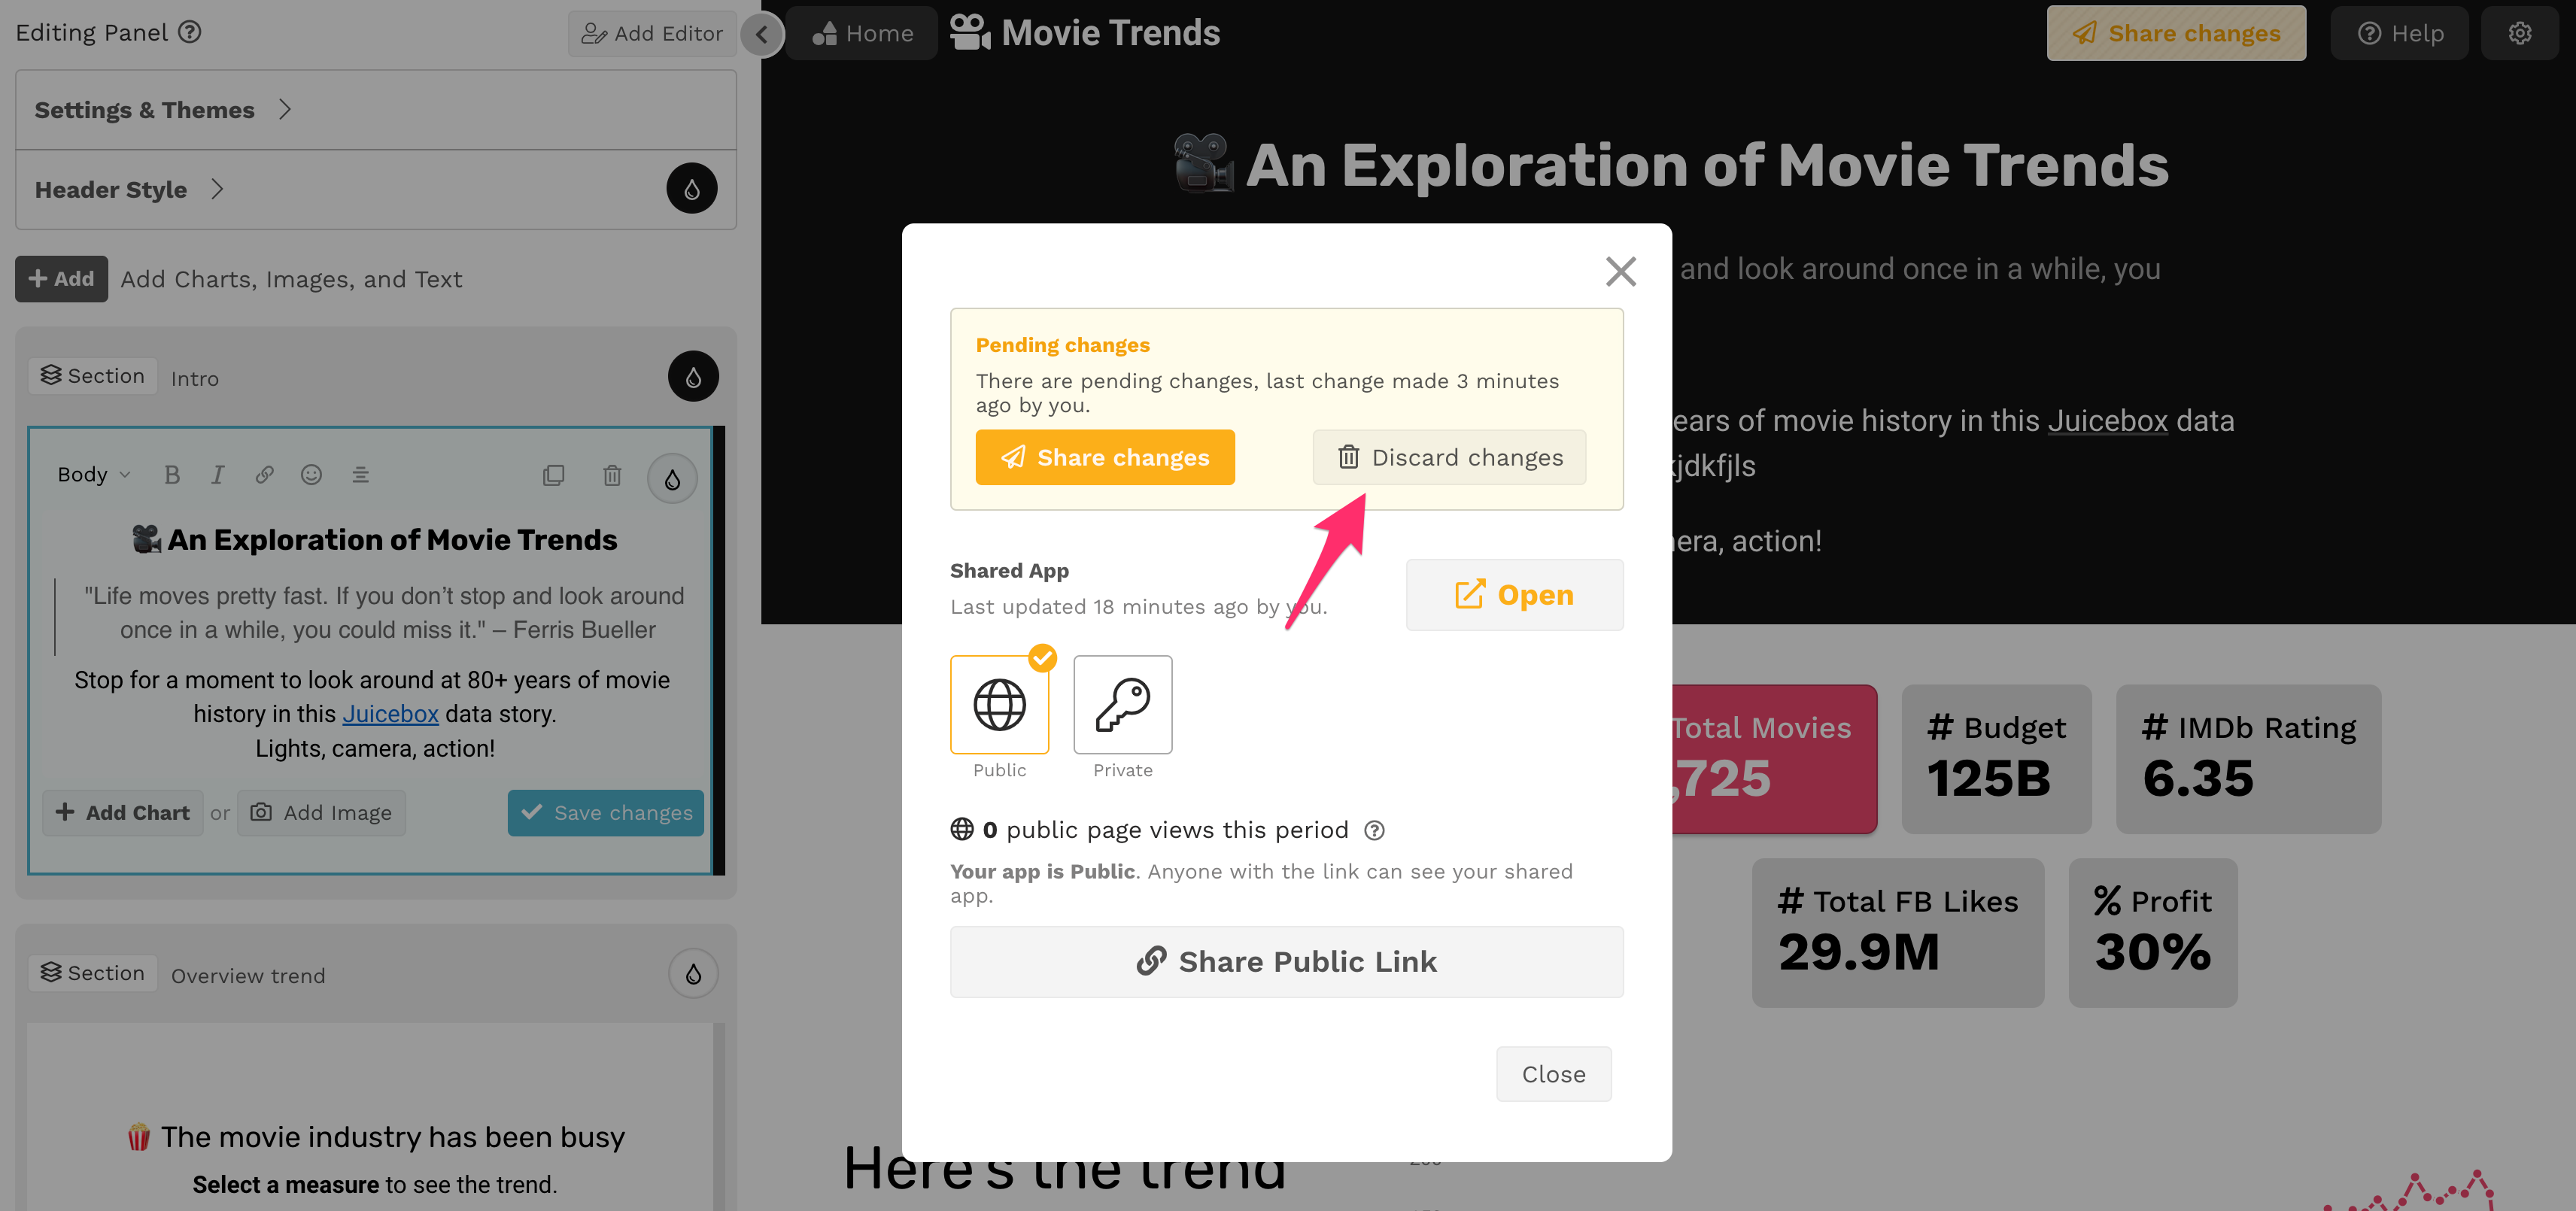 Editing Panel
Add Editor
Home
Movie Trends
Share changes
Help
Settings & Themes
Header Style
Add
Add Charts, Images, and Text
Section
Intro
Body
B
I
An Exploration of Movie Trends
"Life moves pretty fast. If you don’t stop and look around
once in a while, you could miss it." – Ferris Bueller
Stop for a moment to look around at 80+ years of movie
history in this Juicebox data story.
Lights, camera, action!
+ Add Chart
or
Add Image
Save changes
Section
Overview trend
The movie industry has been busy
Select a measure to see the trend.
An Exploration of Movie Trends
and look around once in a while, you
ears of movie history in this Juicebox data
jdkfjls
era, action!
Pending changes
There are pending changes, last change made 3 minutes
ago by you.
Share changes
Discard changes
Shared App
Last updated 18 minutes ago by you.
Open
Public
Private
0 public page views this period
Your app is Public. Anyone with the link can see your shared
app.
Share Public Link
Close
Total Movies
,725
# Budget
125B
# IMDb Rating
6.35
# Total FB Likes
29.9M
% Profit
30%
Here's the trend